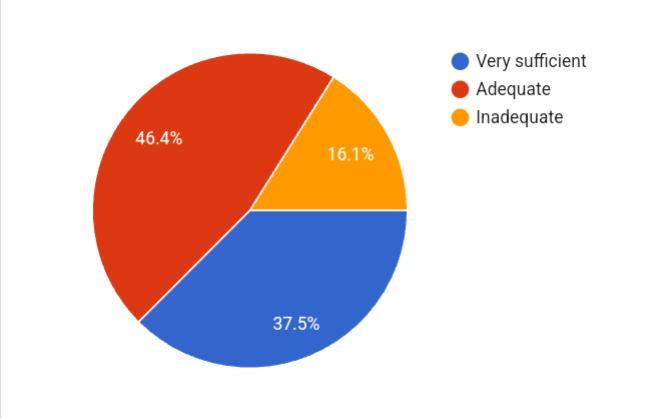 Very sufficient
Adequate
Inadequate
46.4%
16.1%
37.5%